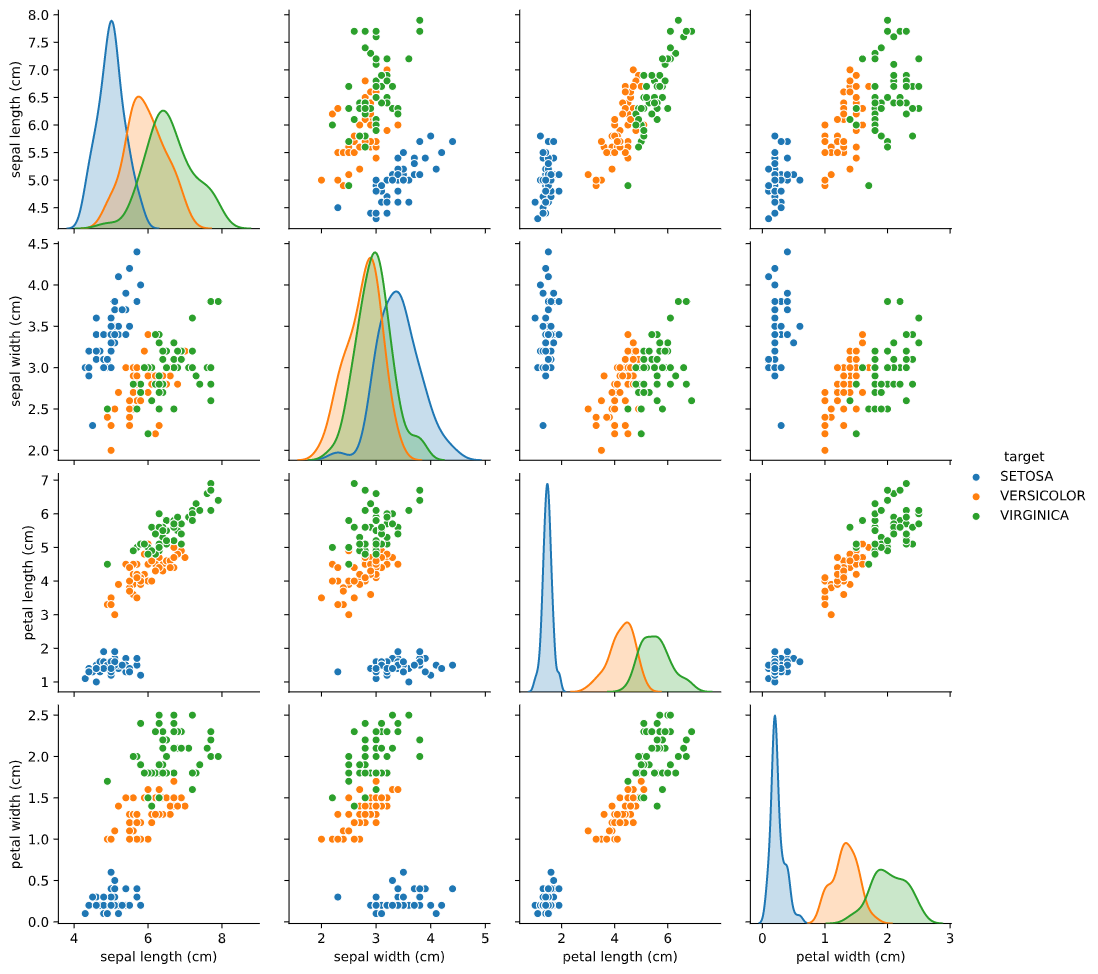 8.0
7.5
7.0
6.5
6.0
5.5
5.0
4.5
sepal length (cm)
4.5
4.0
3.5
3.0
2.5
2.0
sepal width (cm)
target
SETOSA
VERSICOLOR
VIRGINICA
7
6
5
4
3
2
1
petal length (cm)
2.5
2.0
1.5
1.0
0.5
0.0
petal width (cm)
4 6 8 2 3 4 5 2 4 6 0 1 2 3
sepal length (cm) sepal width (cm) petal length (cm) petal width (cm)